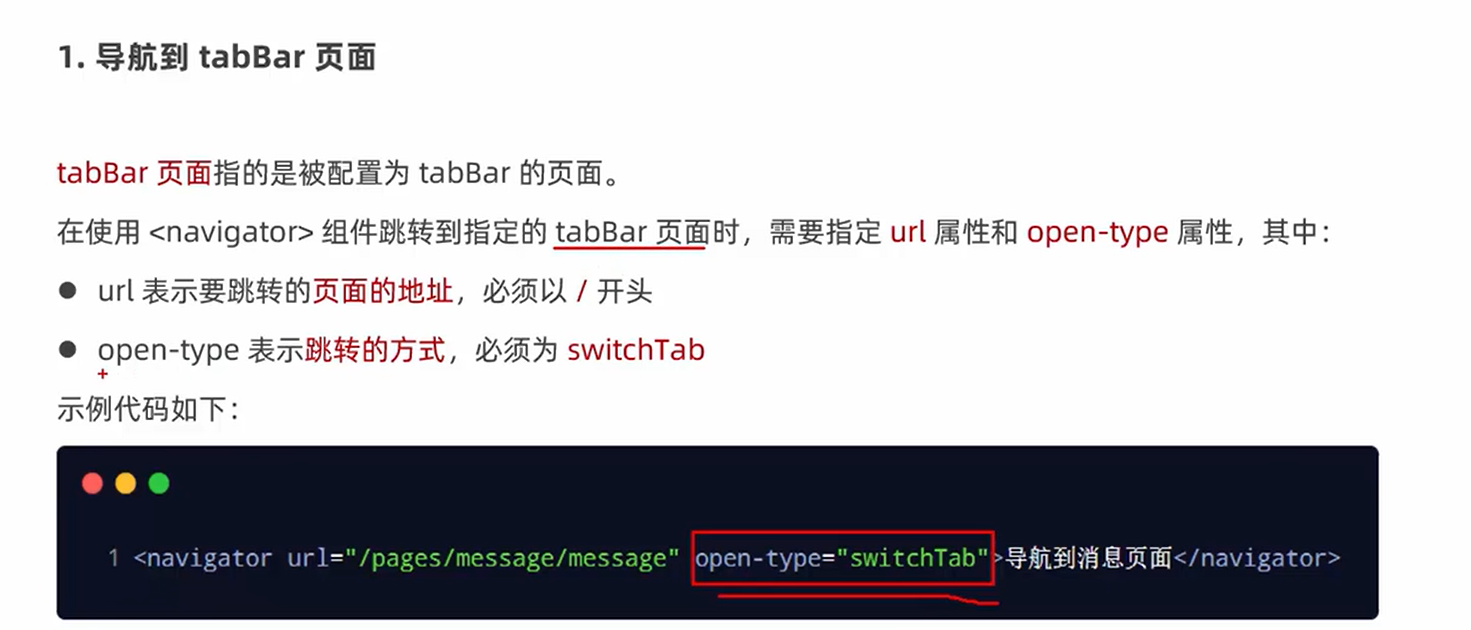 1. 导航到 tabBar 页面
tabBar 页面指的是被配置为 tabBar 的页面。
在使用 <navigator> 组件跳转到指定的 tabBar 页面时，需要指定 url 属性和 open-type 属性，其中：
● url 表示要跳转的页面的地址，必须以 / 开头
● open-type 表示跳转的方式，必须为 switchTab
示例代码如下：
1 <navigator url="/pages/message/message" open-type="switchTab">导航到消息页面</navigator>